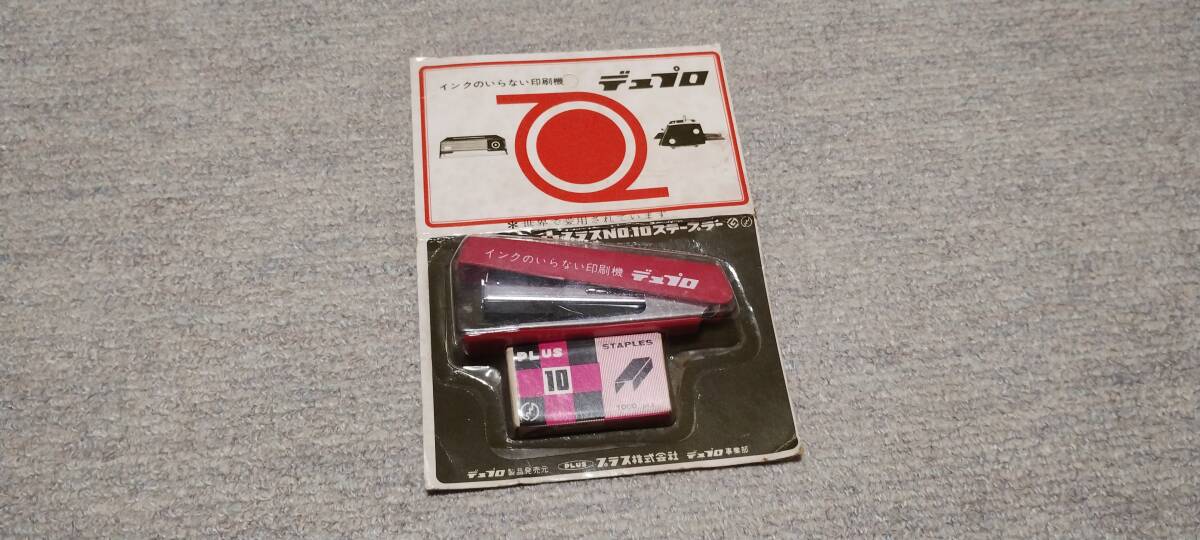 インクのいらない印刷機 デュプロ
※世界で愛用されています
プラスNO.10ステープラー
インクのいらない印刷機 デュプロ
PLUS
10
STAPLES
デュプロ製品発売元 PLUS プラス株式会社 デュプロ事業部